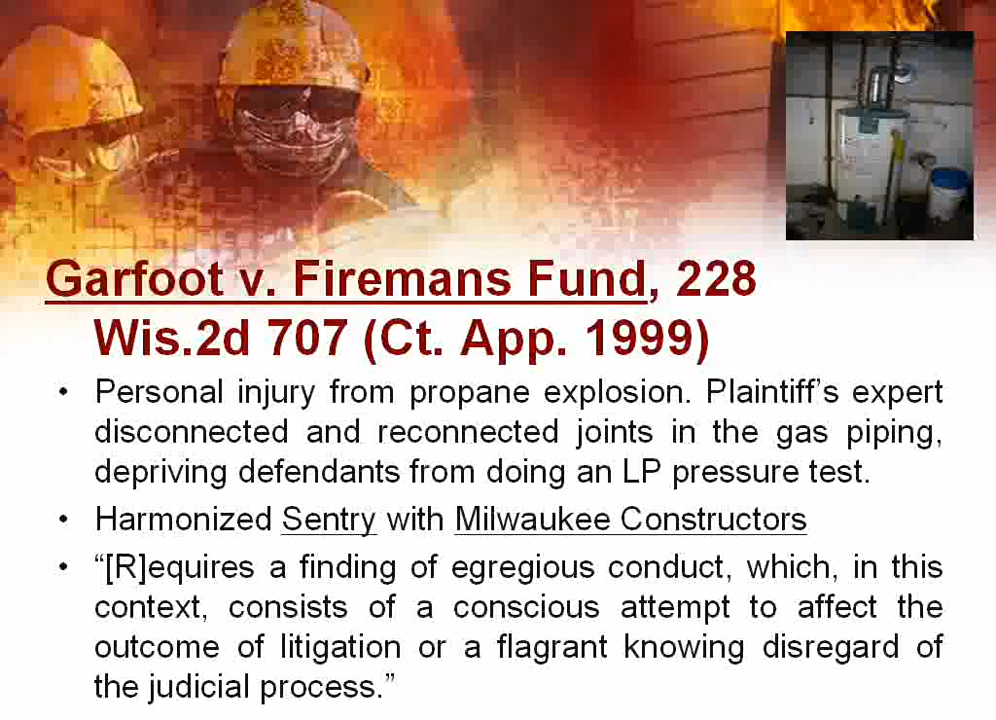 Garfoot v. Firemans Fund, 228
Wis.2d 707 (Ct. App. 1999)
• Personal injury from propane explosion. Plaintiff’s expert
disconnected and reconnected joints in the gas piping,
depriving defendants from doing an LP pressure test.
• Harmonized Sentry with Milwaukee Constructors
• “[R]equires a finding of egregious conduct, which, in this
context, consists of a conscious attempt to affect the
outcome of litigation or a flagrant knowing disregard of
the judicial process.”